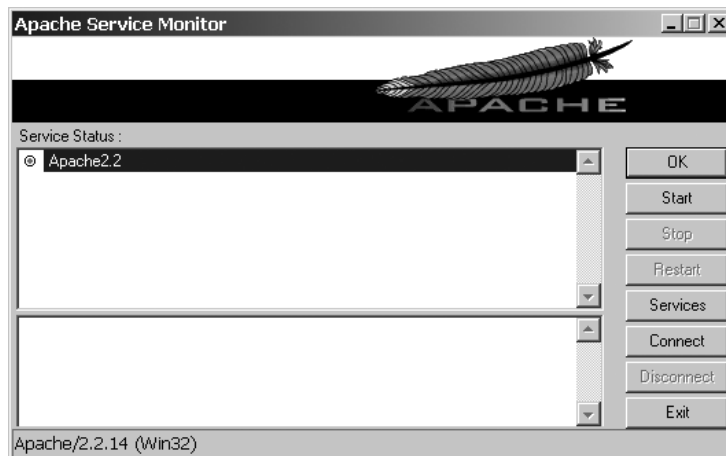 Apache Service Monitor
APACHE
Service Status :
Apache2.2
OK
Start
Stop
Restart
Services
Connect
Disconnect
Exit
Apache/2.2.14 (Win32)